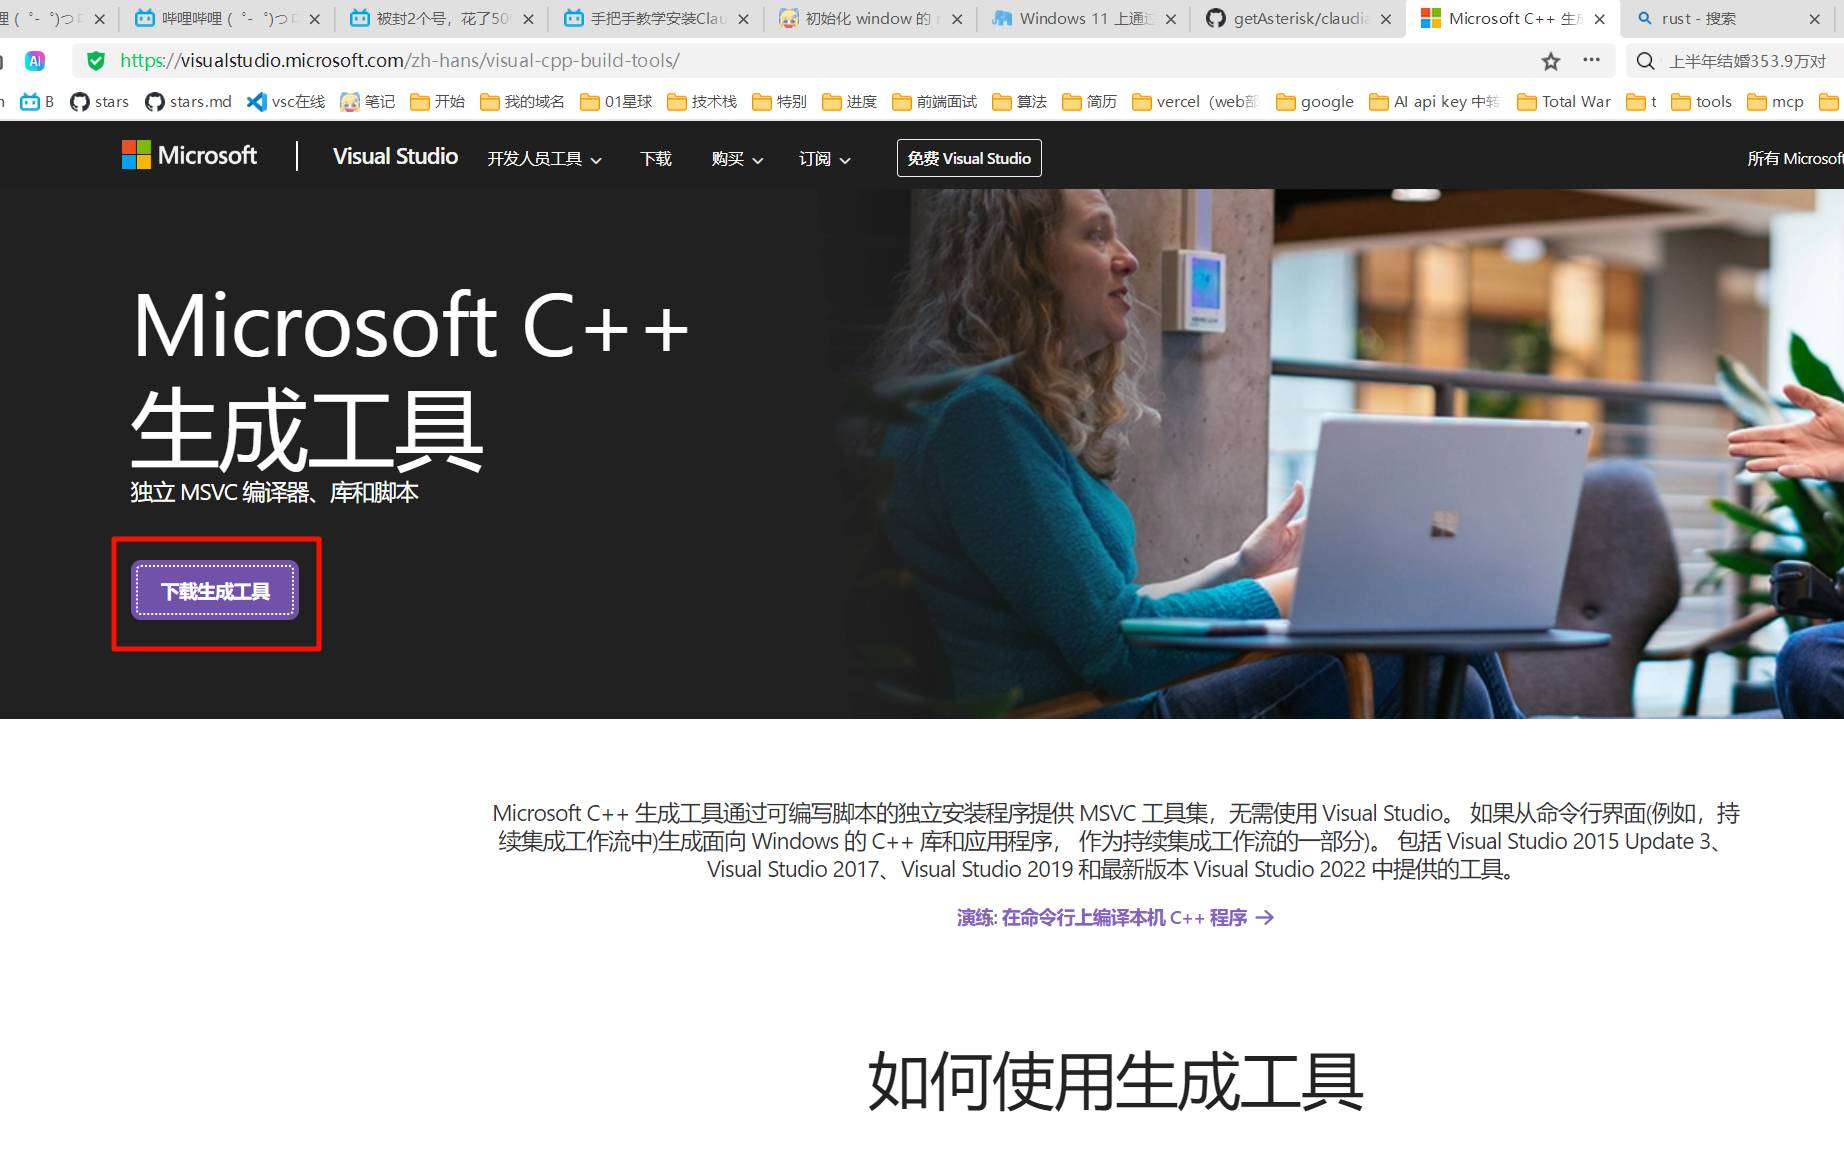 哩 ( ゜- ゜)つロ
哔哩哔哩 ( ゜- ゜)つロ
被封2个号，花了50
手把手教学安装Clau
初始化 window 的
Windows 11 上通过
getAsterisk/claudia
Microsoft C++ 生成
rust - 搜索
AI
https://visualstudio.microsoft.com/zh-hans/visual-cpp-build-tools/
上半年结婚353.9万对
B
stars
stars.md
vsc在线
笔记
开始
我的域名
01星球
技术栈
特别
进度
前端面试
算法
简历
vercel（web部
google
AI api key 中转
Total War
t
tools
mcp
Microsoft
Visual Studio
开发人员工具
下载
购买
订阅
免费 Visual Studio
所有 Microsoft
Microsoft C++
生成工具
独立 MSVC 编译器、库和脚本
下载生成工具
Microsoft C++ 生成工具通过可编写脚本的独立安装程序提供 MSVC 工具集，无需使用 Visual Studio。 如果从命令行界面(例如，持
续集成工作流中)生成面向 Windows 的 C++ 库和应用程序， 作为持续集成工作流的一部分)。 包括 Visual Studio 2015 Update 3、
Visual Studio 2017、Visual Studio 2019 和最新版本 Visual Studio 2022 中提供的工具。
演练: 在命令行上编译本机 C++ 程序
如何使用生成工具